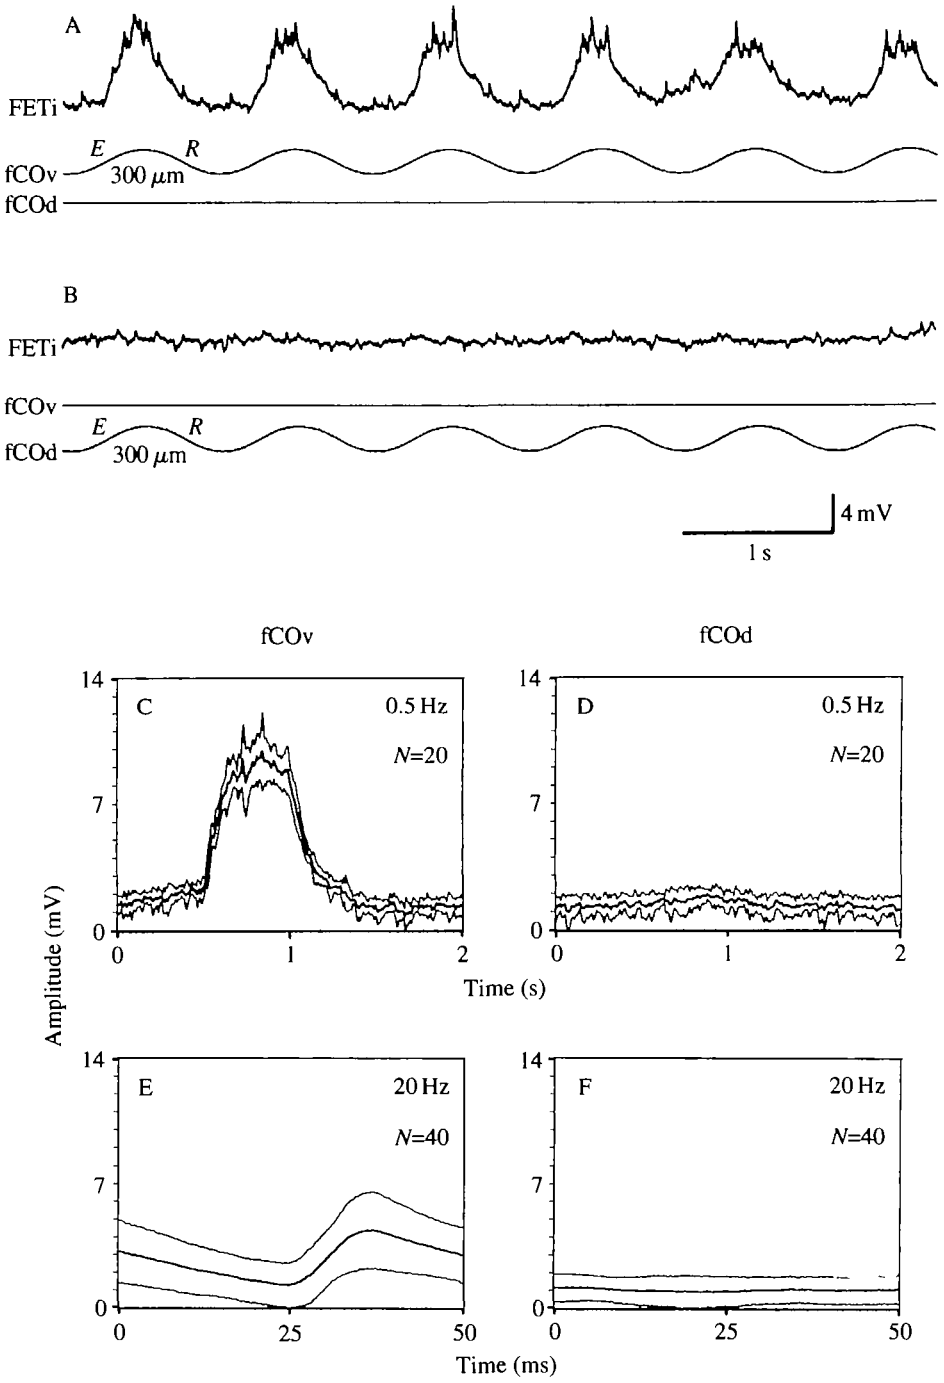 A
FETi
E R
fCOv 300 μm
fCOd
B
FETi
fCOv
E R
fCOd 300 μm
4 mV
1 s
fCOv fCOd
14 14
C 0.5 Hz D 0.5 Hz
N=20 N=20
7 7
0 0
0 1 2 0 1 2
Time (s)
Amplitude (mV)
14 14
E 20 Hz F 20 Hz
N=40 N=40
7 7
0 0
0 25 50 0 25 50
Time (ms)